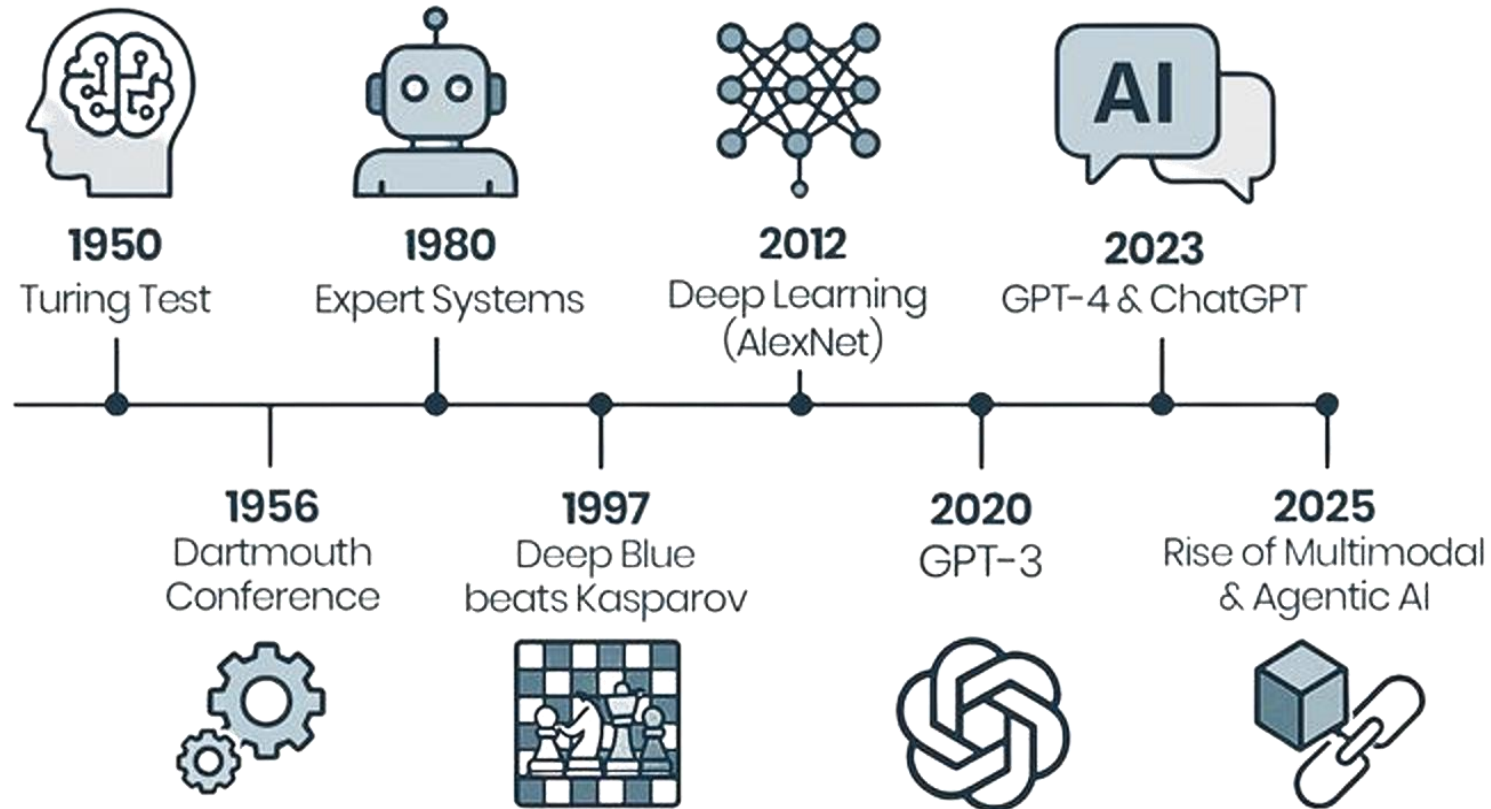 AI
1950
Turing Test
1980
Expert Systems
2012
Deep Learning
(AlexNet)
2023
GPT-4 & ChatGPT
1956
Dartmouth
Conference
1997
Deep Blue
beats Kasparov
2020
GPT-3
2025
Rise of Multimodal
& Agentic AI